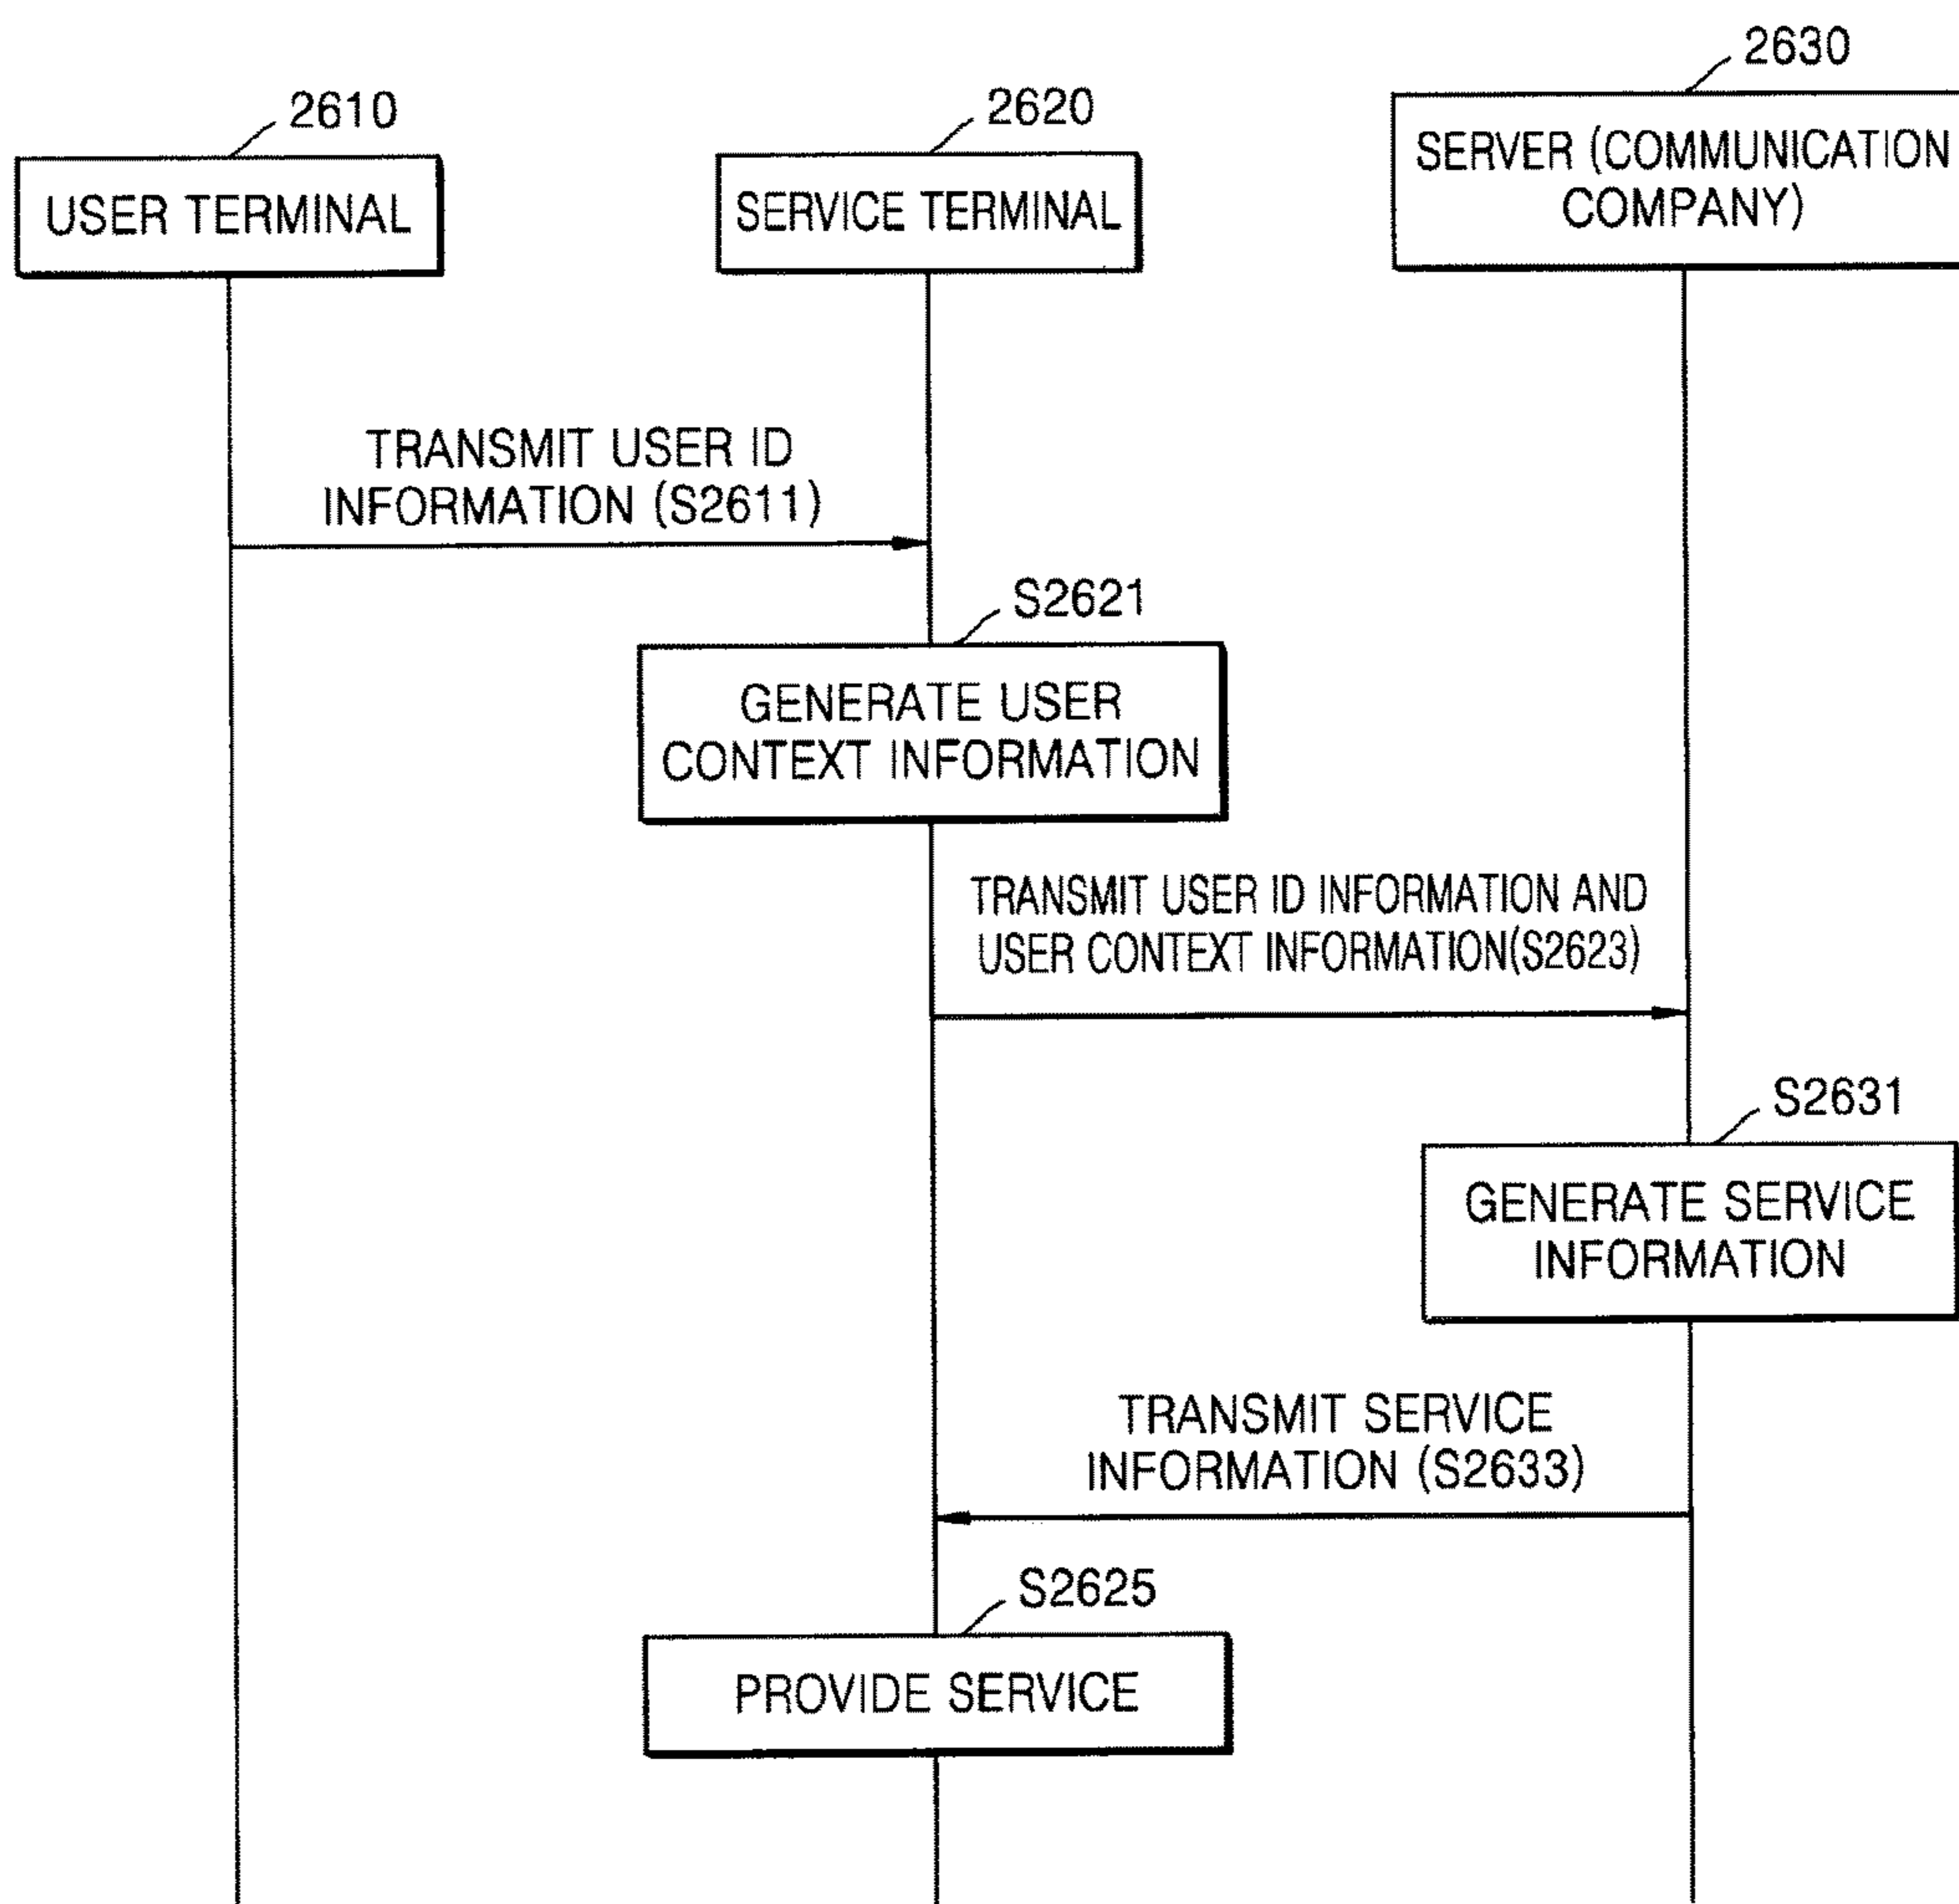 2610
2620
2630
USER TERMINAL
SERVICE TERMINAL
SERVER (COMMUNICATION
COMPANY)
TRANSMIT USER ID
INFORMATION (S2611)
S2621
GENERATE USER
CONTEXT INFORMATION
TRANSMIT USER ID INFORMATION AND
USER CONTEXT INFORMATION(S2623)
S2631
GENERATE SERVICE
INFORMATION
TRANSMIT SERVICE
INFORMATION (S2633)
S2625
PROVIDE SERVICE